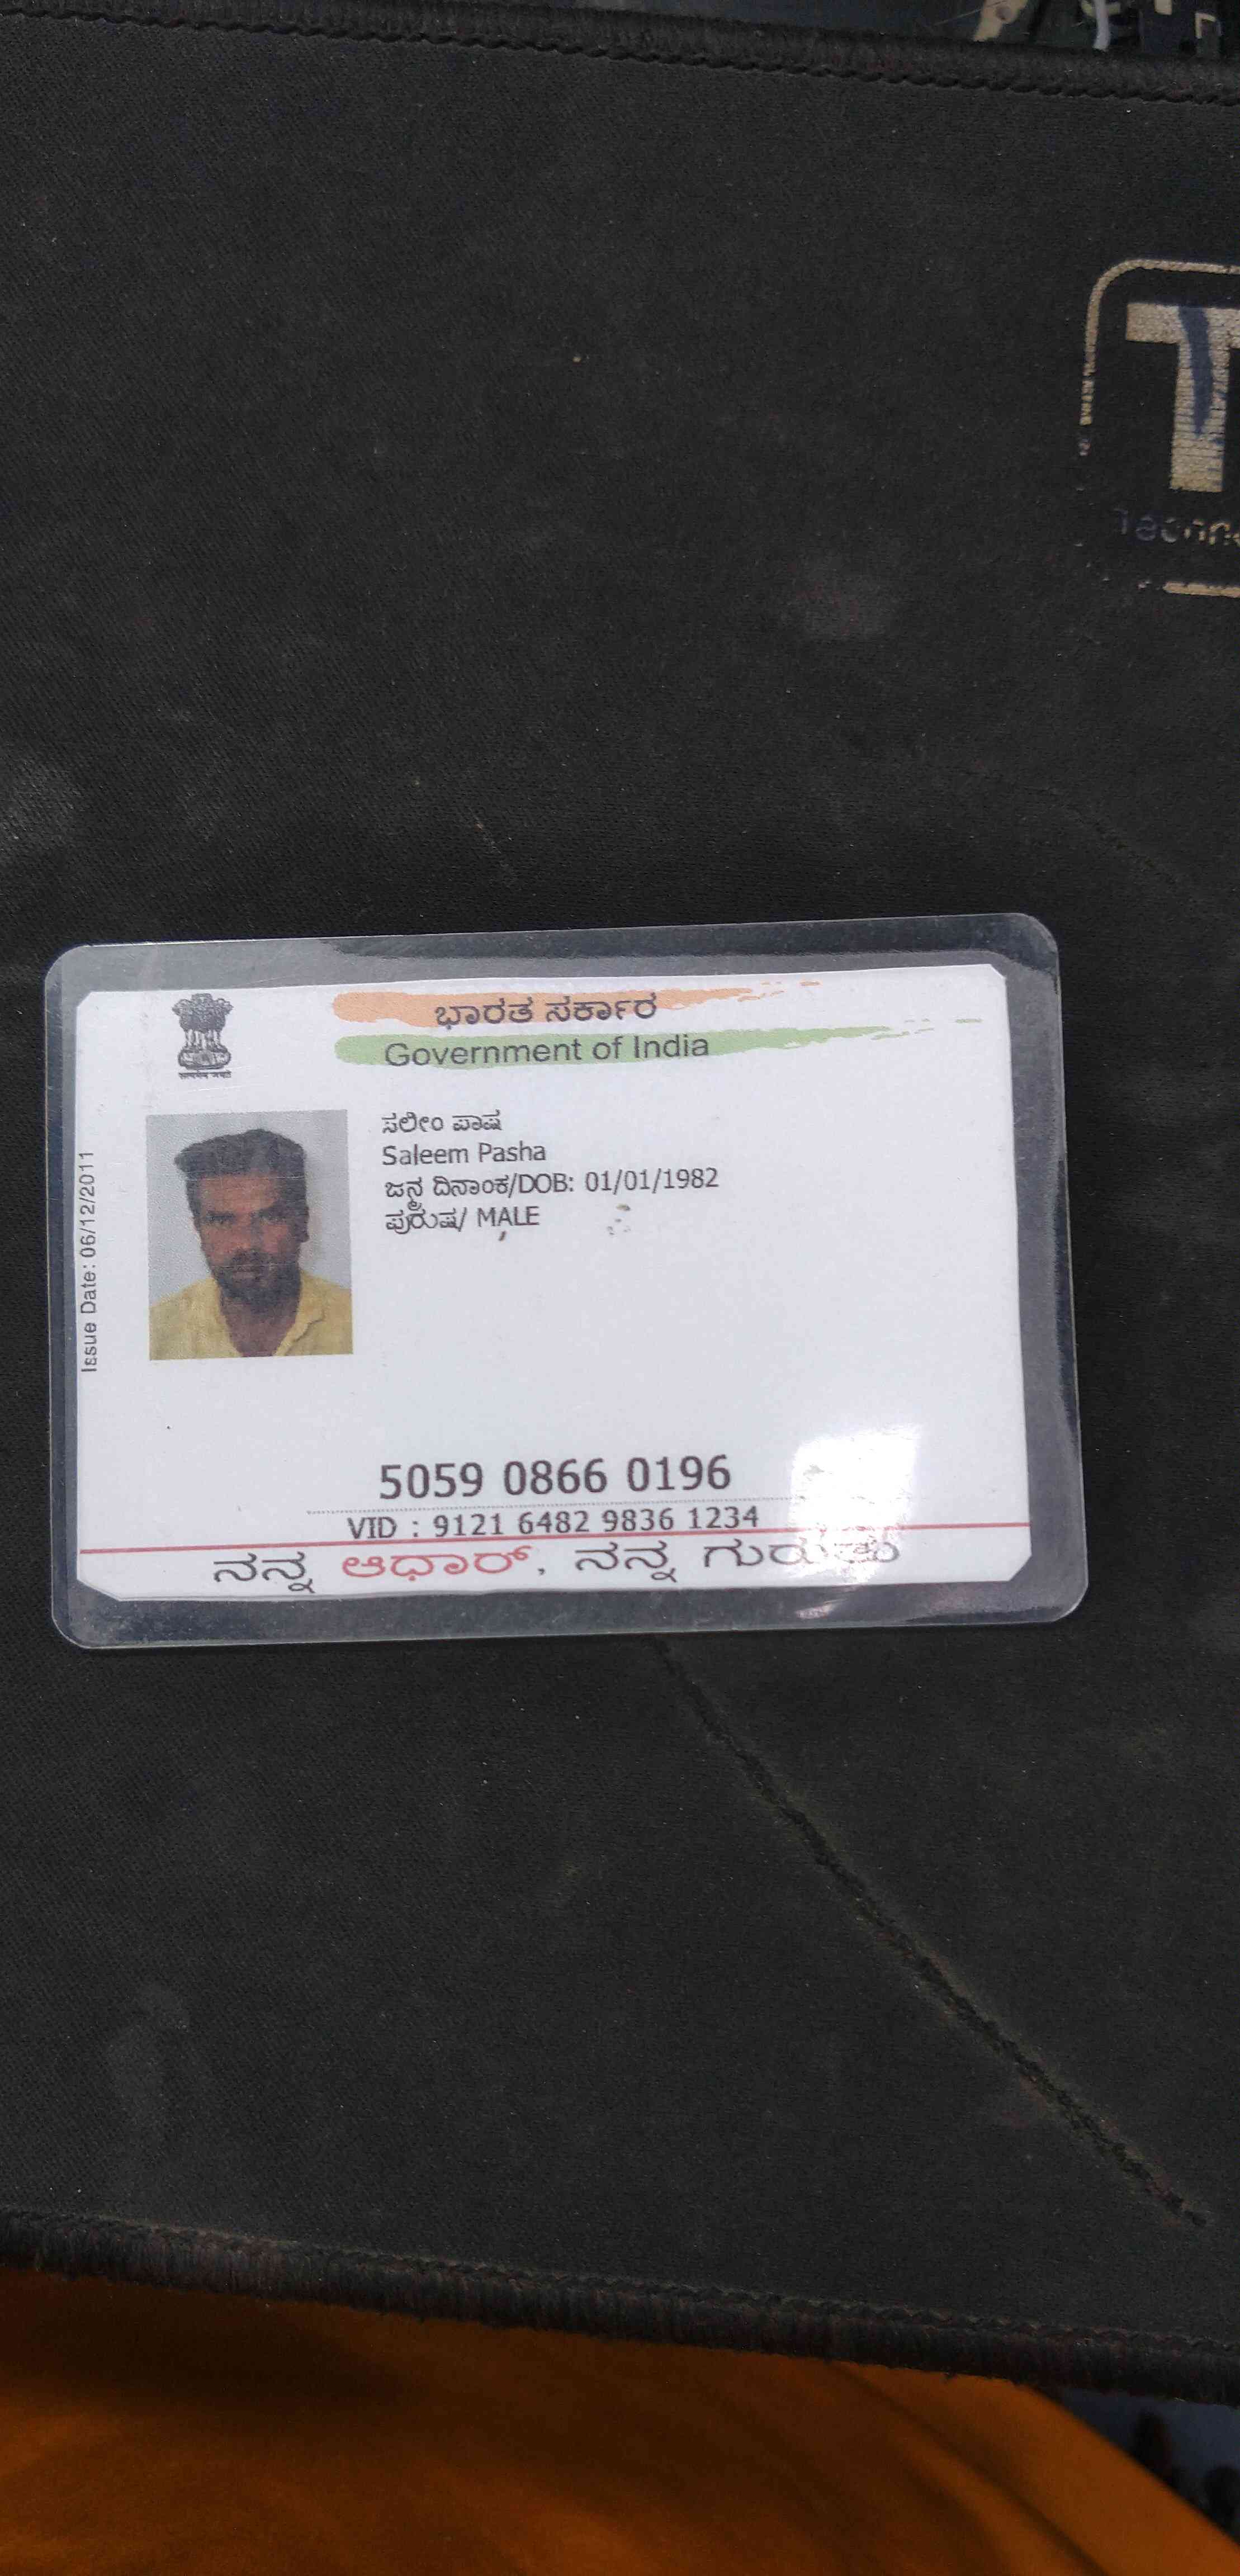 ಭಾರತ ಸರ್ಕಾರ
Government of India
ಸಲೀಂ ಪಾಷ
Saleem Pasha
ಜನ್ಮ ದಿನಾಂಕ/DOB: 01/01/1982
ಪುರುಷ/ MALE
Issue Date: 06/12/2011
5059 0866 0196
VID : 9121 6482 9836 1234
ನನ್ನ ಆಧಾರ್, ನನ್ನ ಗುರುತು